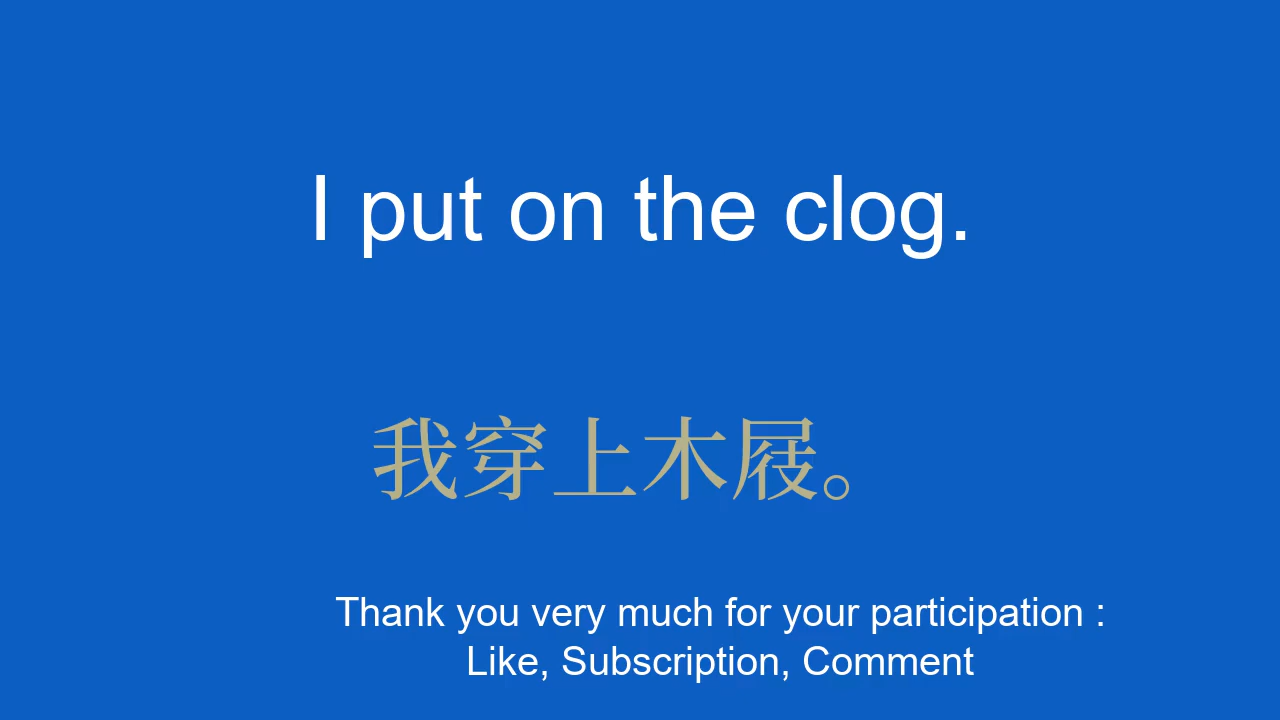 I put on the clog.
我穿上木屐。
Thank you very much for your participation :
Like, Subscription, Comment